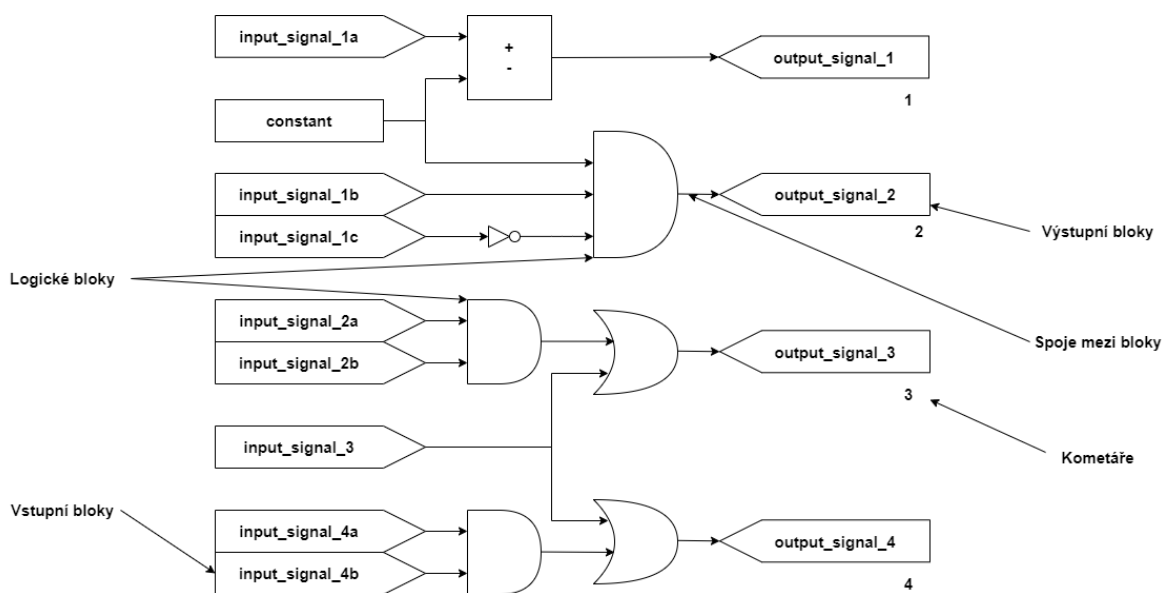 input_signal_1a
+
-
output_signal_1
1
constant
input_signal_1b
output_signal_2
input_signal_1c
2
Výstupní bloky
Logické bloky
input_signal_2a
Spoje mezi bloky
input_signal_2b
output_signal_3
3
input_signal_3
Kometáře
Vstupní bloky
input_signal_4a
output_signal_4
input_signal_4b
4